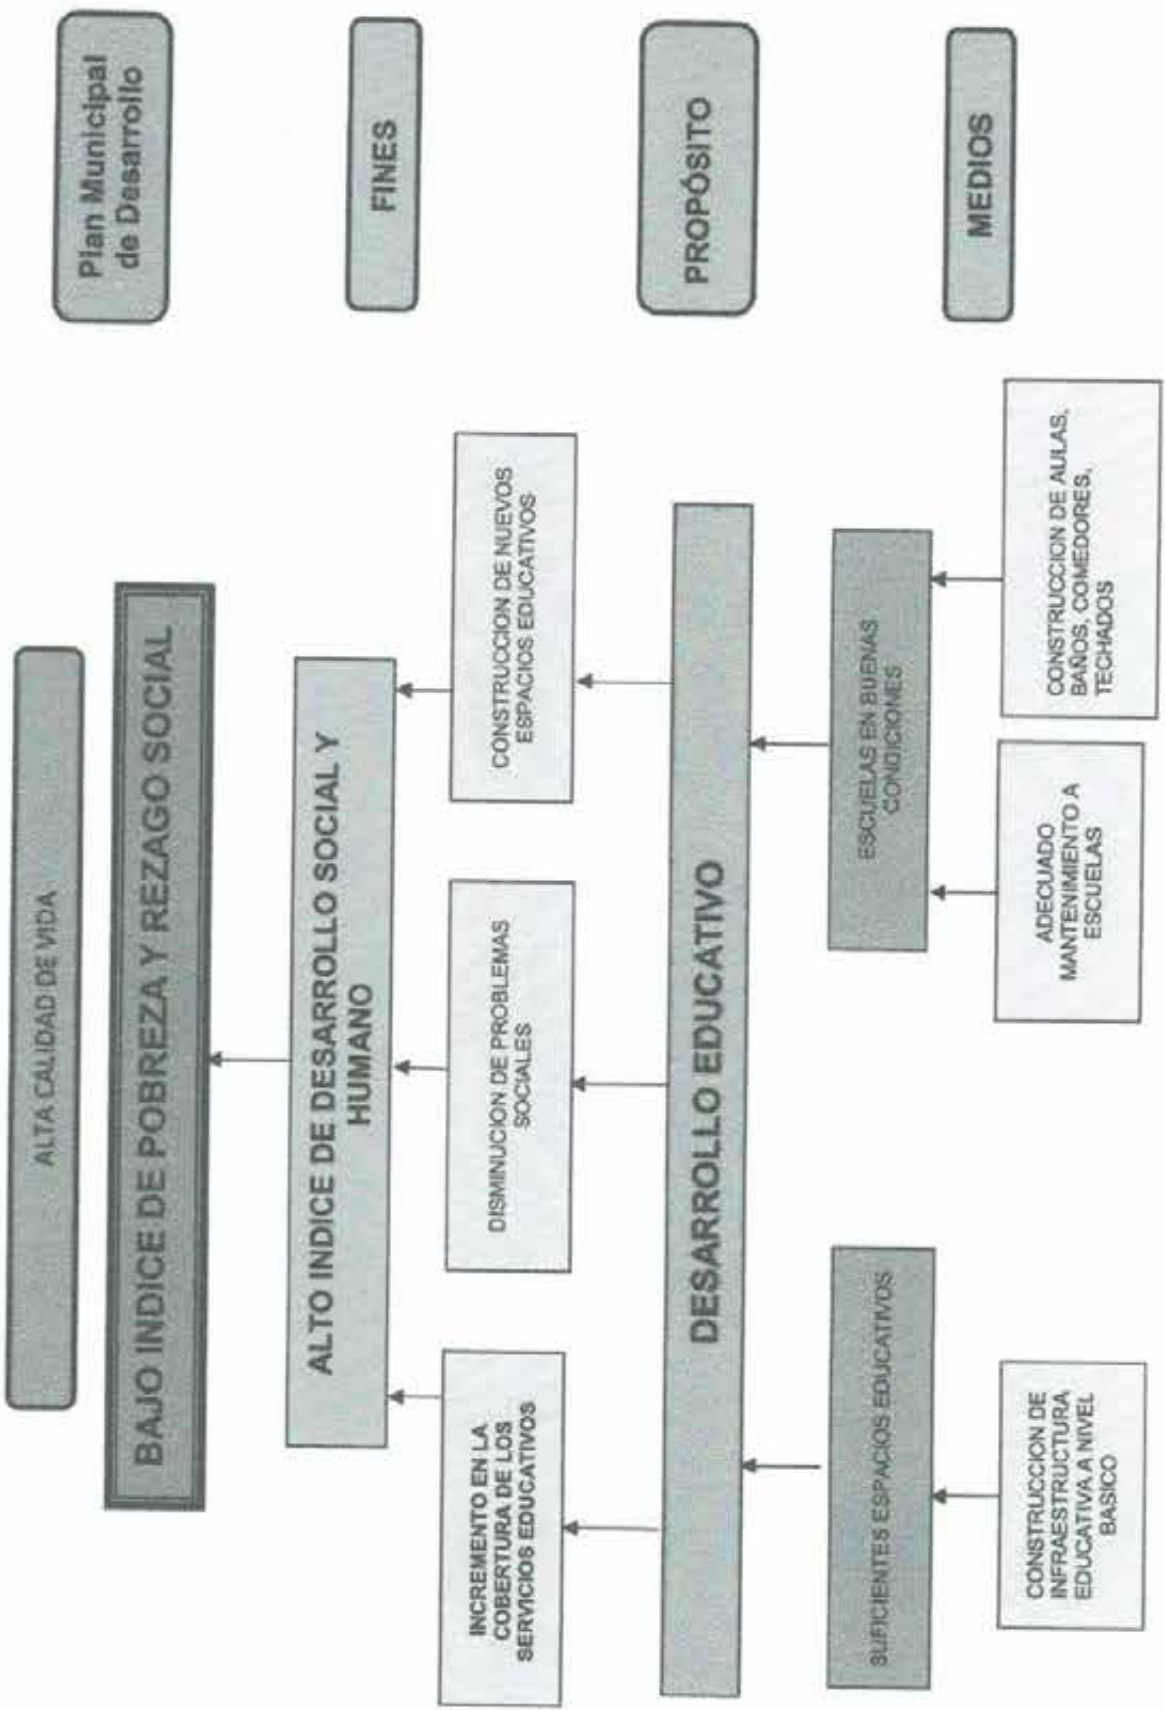 ALTA CALIDAD DE VIDA
Plan Municipal
de Desarrollo
BAJO INDICE DE POBREZA Y REZAGO SOCIAL
ALTO INDICE DE DESARROLLO SOCIAL Y
HUMANO
FINES
INCREMENTO EN LA
COBERTURA DE LOS
SERVICIOS EDUCATIVOS
DISMINUCION DE PROBLEMAS
SOCIALES
CONSTRUCCION DE NUEVOS
ESPACIOS EDUCATIVOS
DESARROLLO EDUCATIVO
PROPÓSITO
SUFICIENTES ESPACIOS EDUCATIVOS
ESCUELAS EN BUENAS
CONDICIONES
MEDIOS
CONSTRUCCION DE
INFRAESTRUCTURA
EDUCATIVA A NIVEL
BASICO
ADECUADO
MANTENIMIENTO A
ESCUELAS
CONSTRUCCION DE AULAS,
BAÑOS, COMEDORES,
TECHADOS